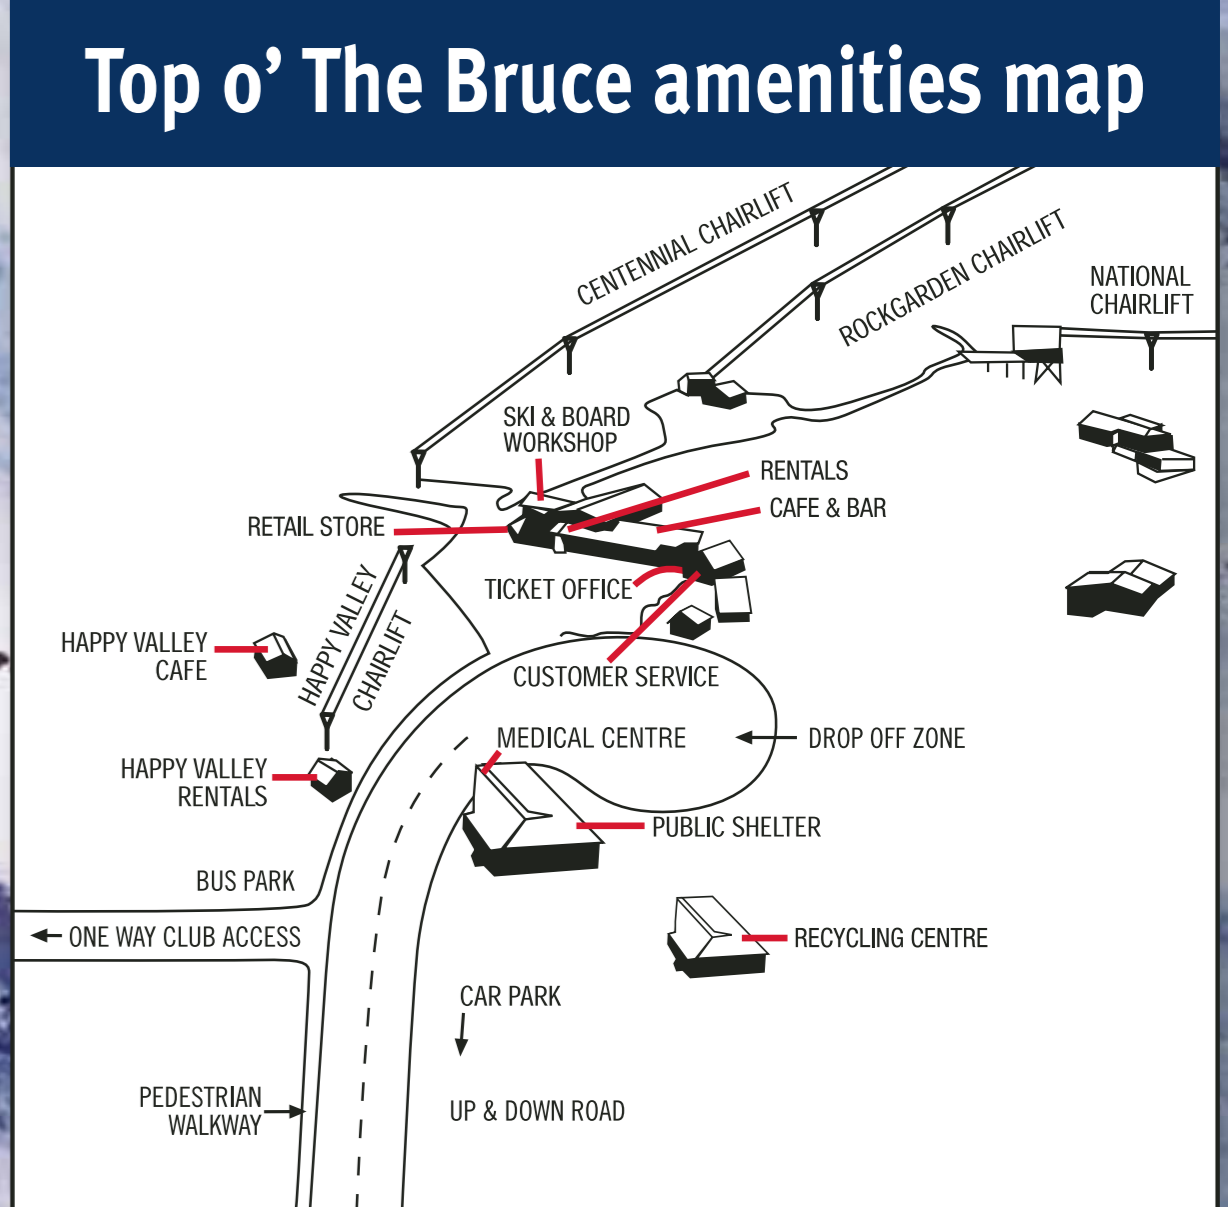 Top o’ The Bruce amenities map
CENTENNIAL CHAIRLIFT
ROCKGARDEN CHAIRLIFT
NATIONAL
CHAIRLIFT
SKI & BOARD
WORKSHOP
RENTALS
CAFE & BAR
RETAIL STORE
TICKET OFFICE
HAPPY VALLEY
CHAIRLIFT
HAPPY VALLEY
CAFE
CUSTOMER SERVICE
MEDICAL CENTRE
DROP OFF ZONE
HAPPY VALLEY
RENTALS
PUBLIC SHELTER
BUS PARK
ONE WAY CLUB ACCESS
RECYCLING CENTRE
CAR PARK
PEDESTRIAN
WALKWAY
UP & DOWN ROAD